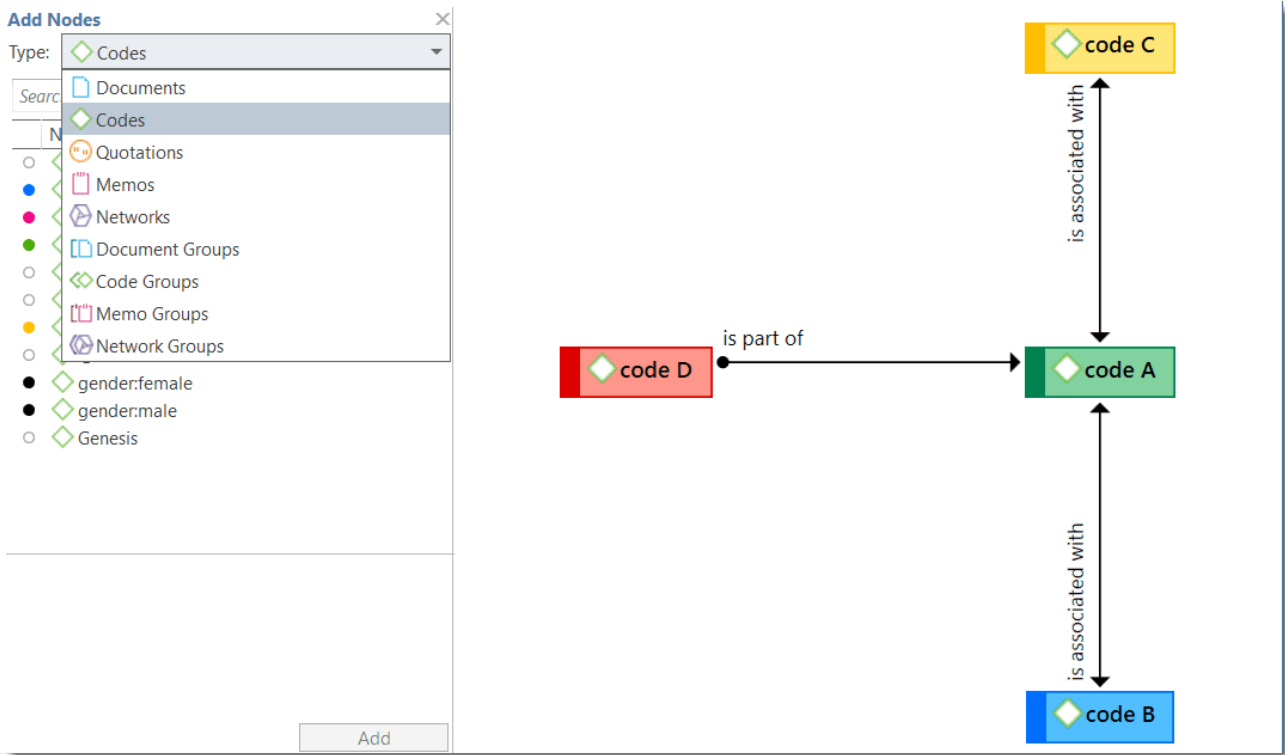 Add Nodes
Type: Codes
Documents
Codes
Quotations
Memos
Networks
Document Groups
Code Groups
Memo Groups
Network Groups
gender:female
gender:male
Genesis
Add
code C
is associated with
is part of
code D
code A
is associated with
code B